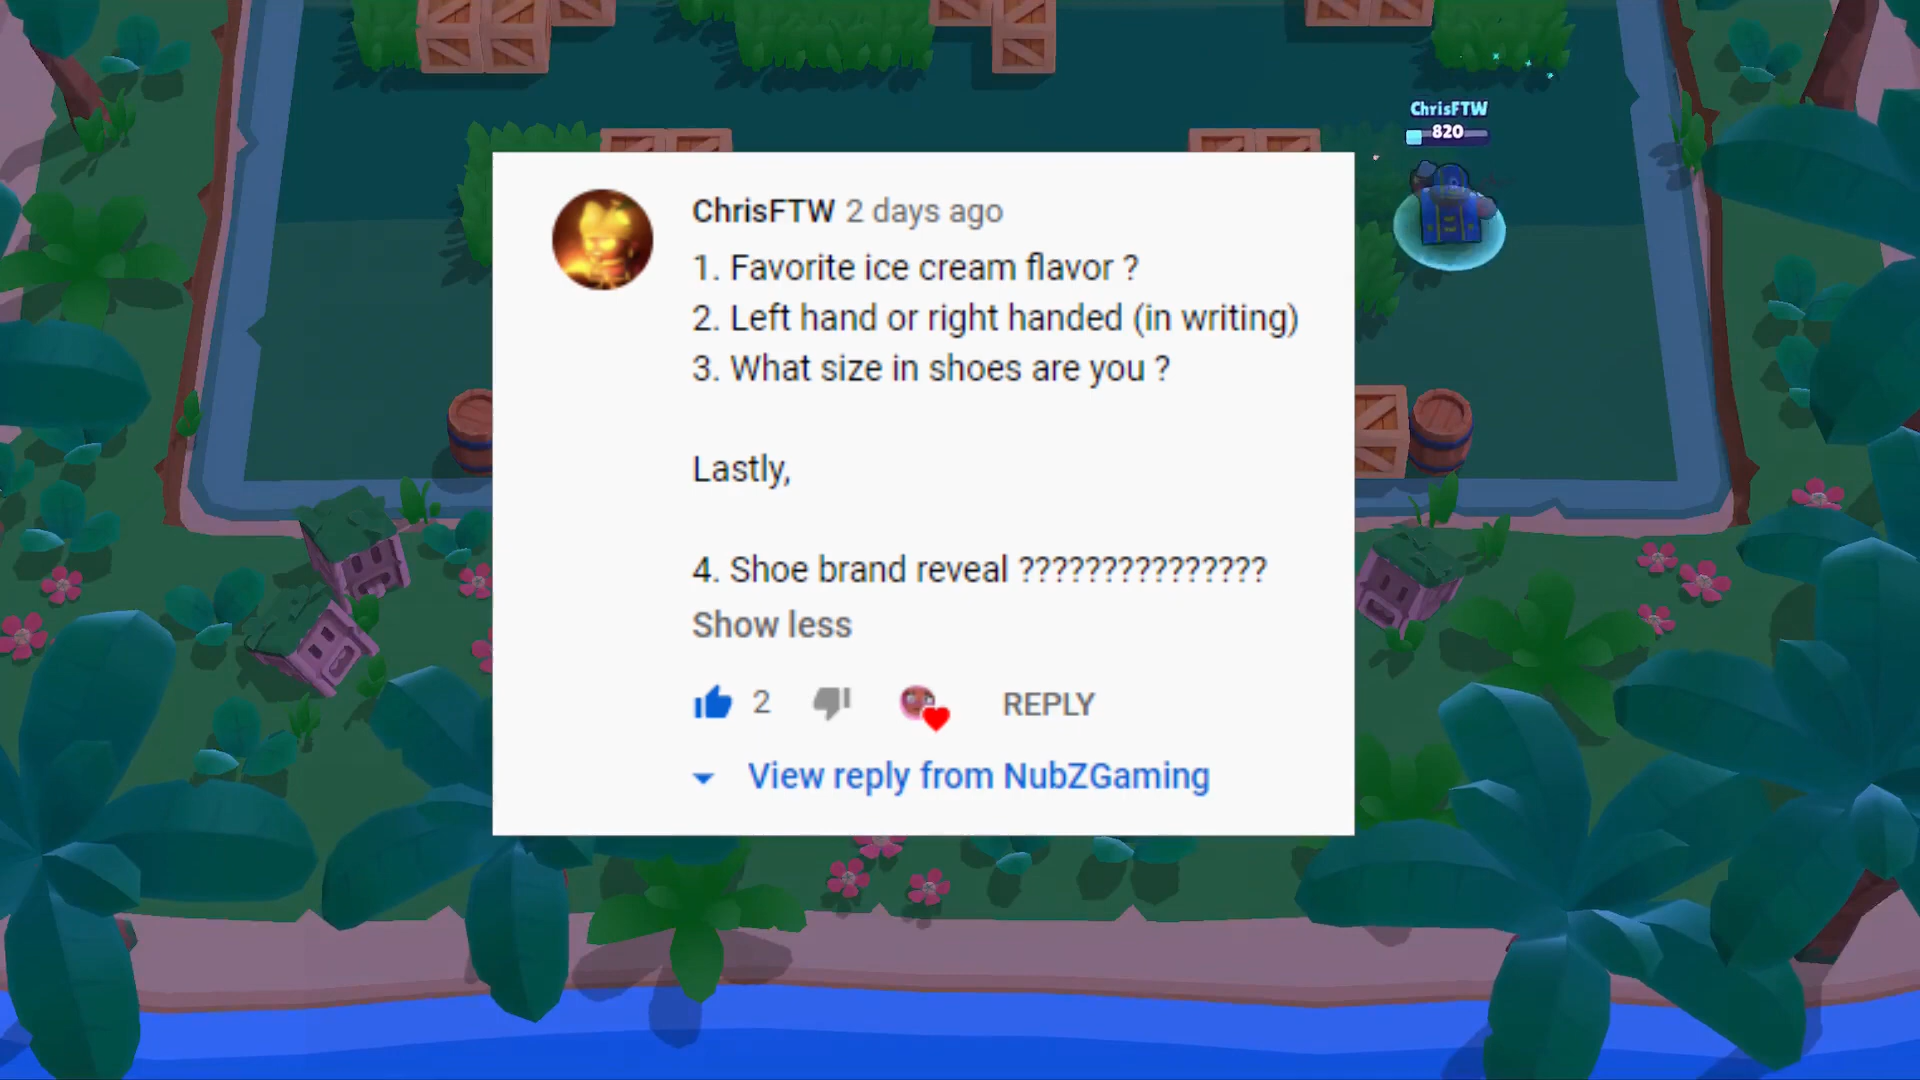 ChrisFTW
820
ChrisFTW 2 days ago
1. Favorite ice cream flavor ?
2. Left hand or right handed (in writing)
3. What size in shoes are you ?
Lastly,
4. Shoe brand reveal ???????????????
Show less
2 REPLY
View reply from NubZGaming